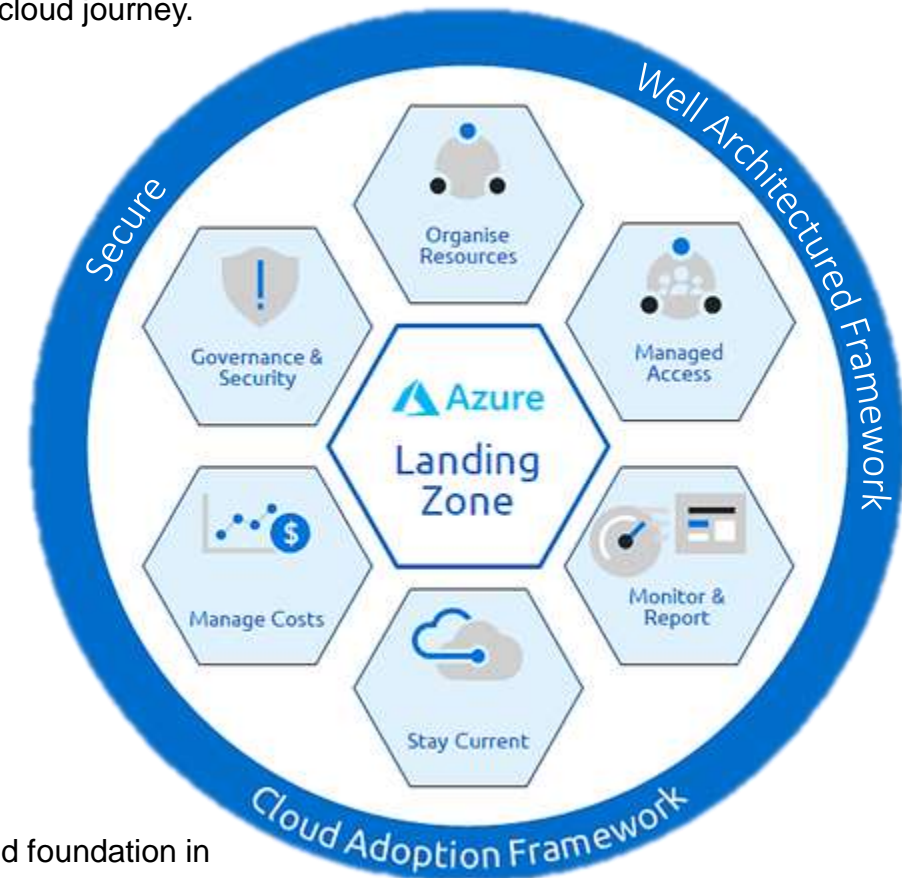 cloud journey.
Secure
Well Architectured Framework
Organise
Resources
Governance &
Security
Managed
Access
Azure
Landing
Zone
$
Manage Costs
Monitor &
Report
Stay Current
Cloud Adoption Framework
d foundation in